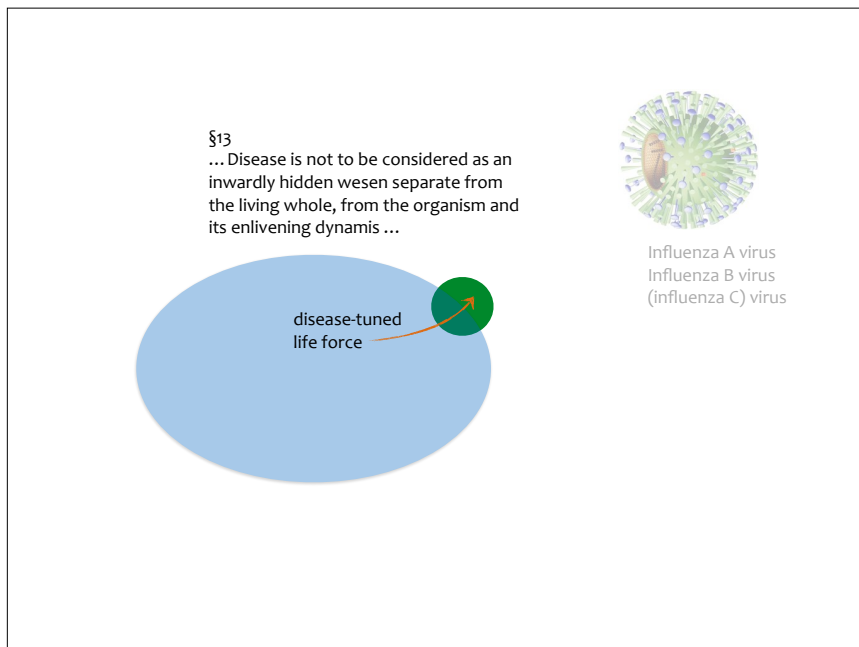 §13
… Disease is not to be considered as an
inwardly hidden wesen separate from
the living whole, from the organism and
its enlivening dynamis …
Influenza A virus
Influenza B virus
(influenza C) virus
disease-tuned
life force